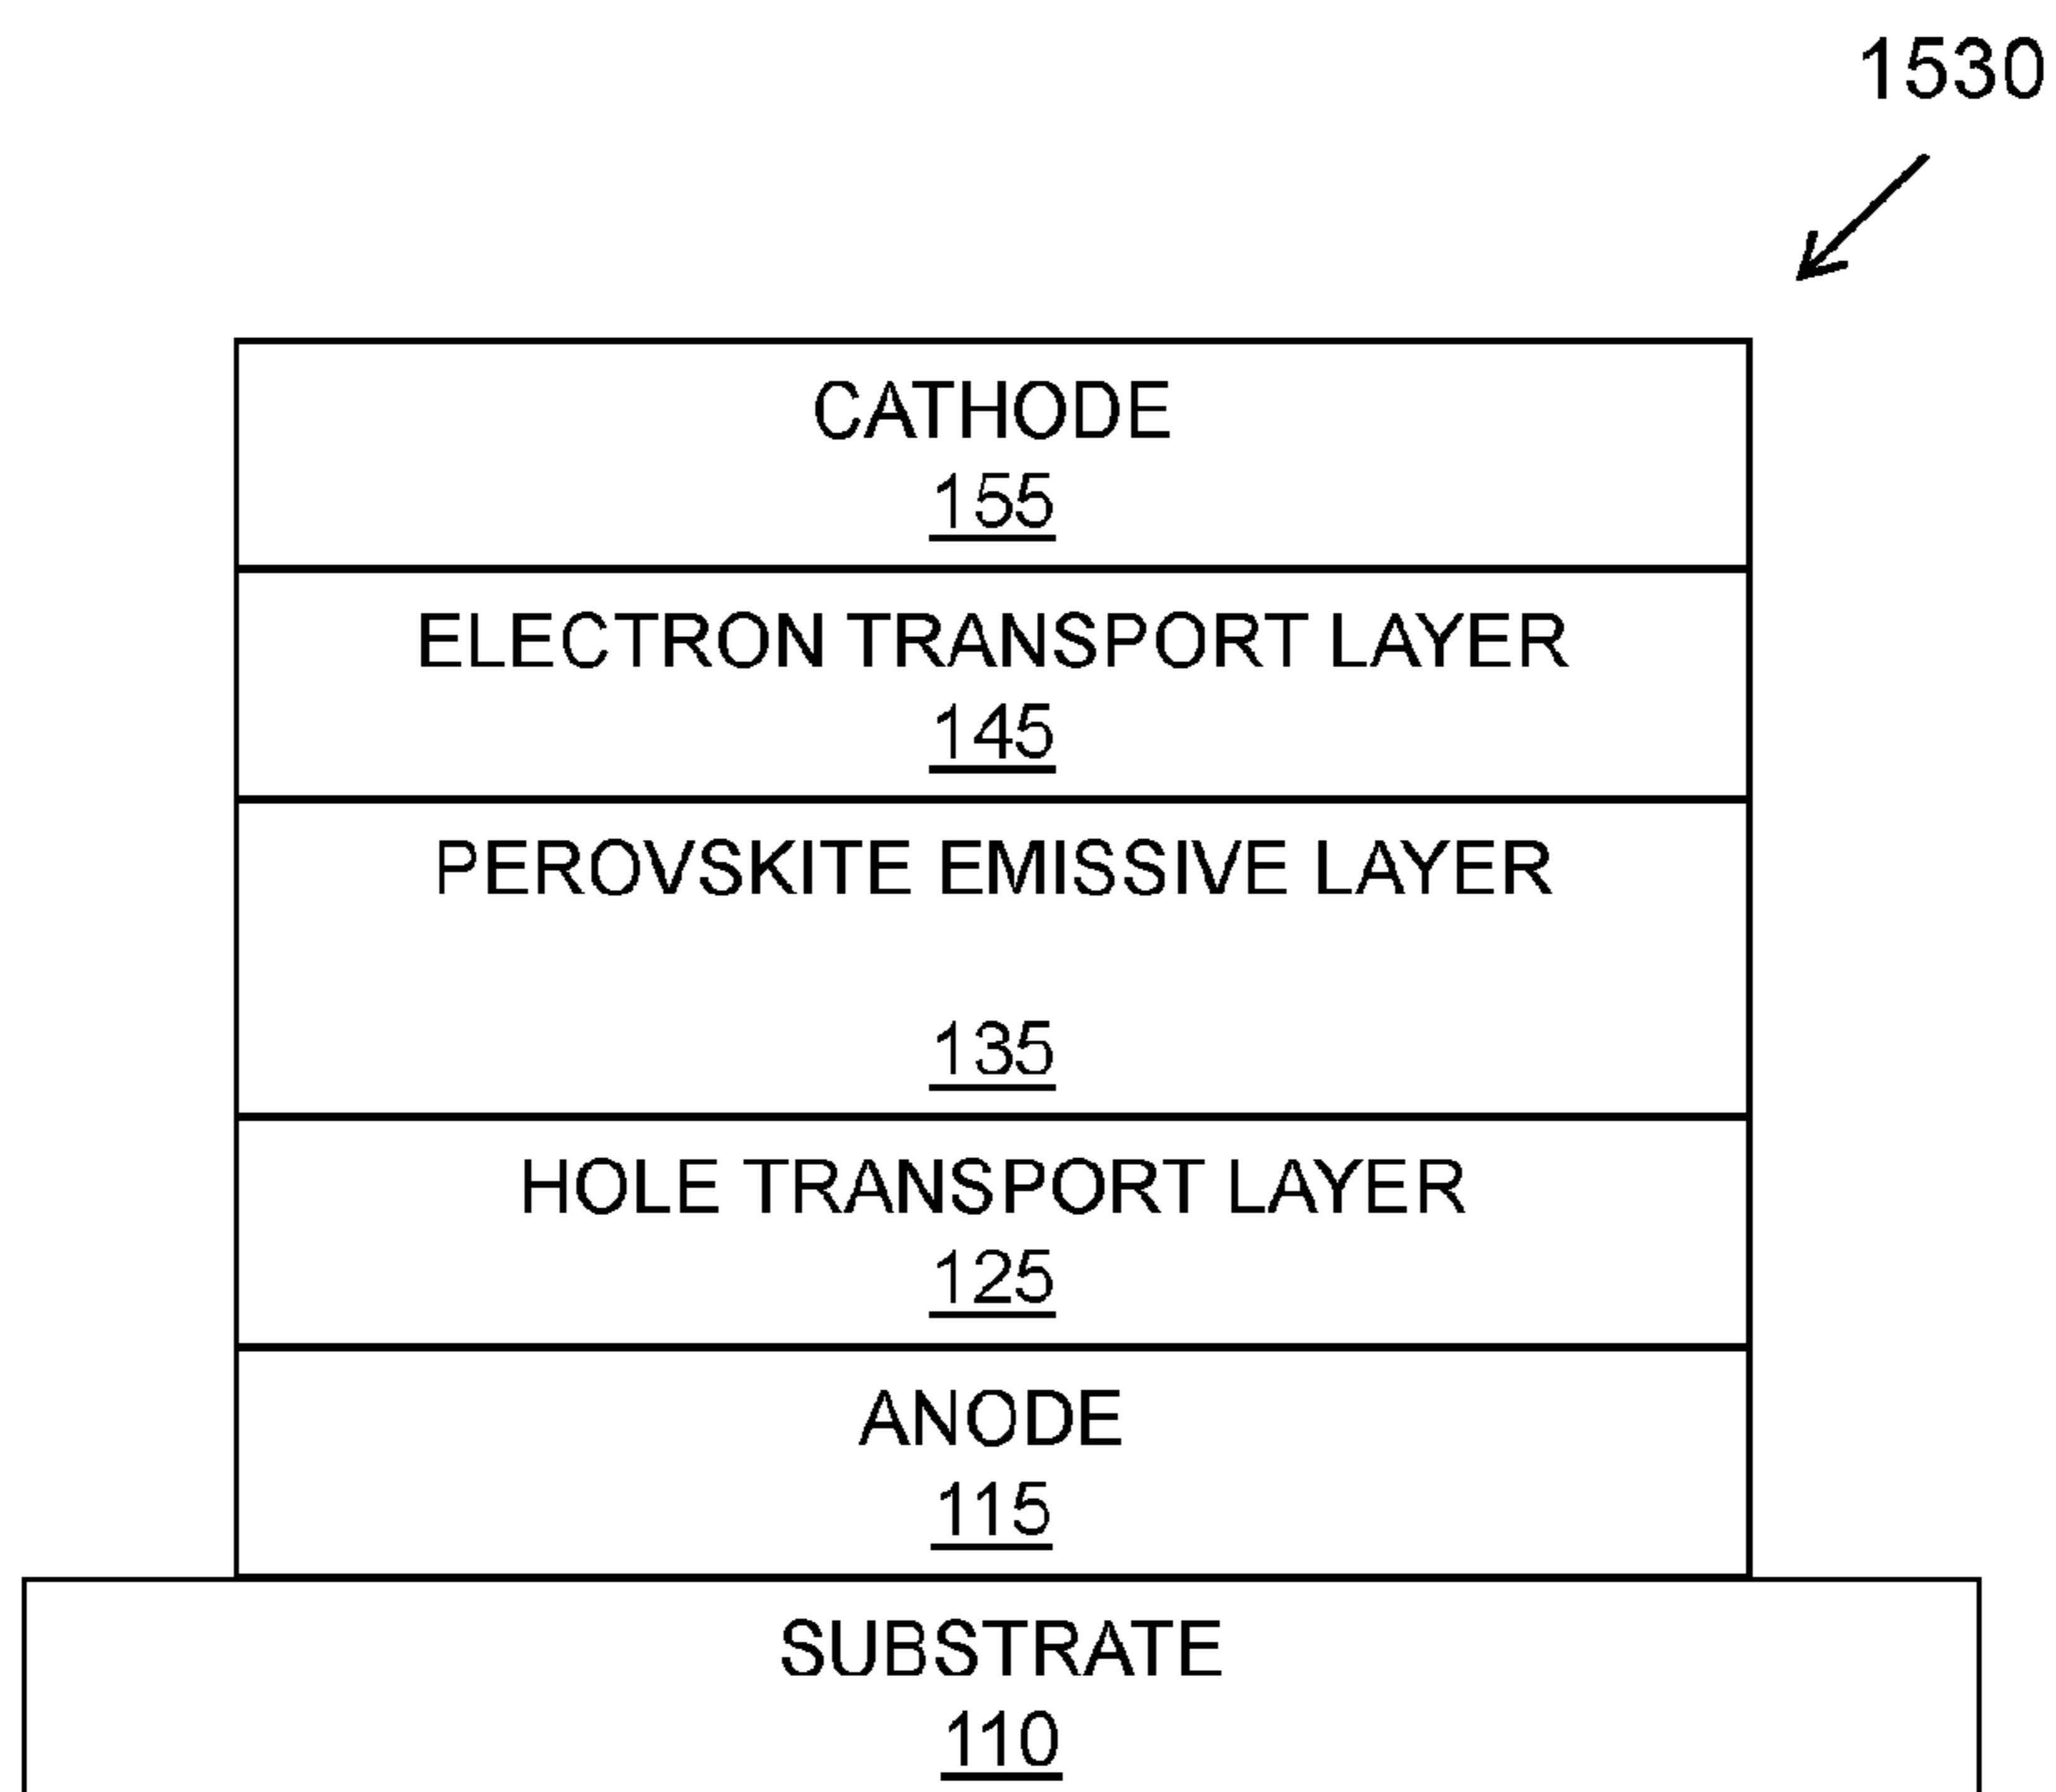 1530
CATHODE
155
ELECTRON TRANSPORT LAYER
145
PEROVSKITE EMISSIVE LAYER
135
HOLE TRANSPORT LAYER
125
ANODE
115
SUBSTRATE
110